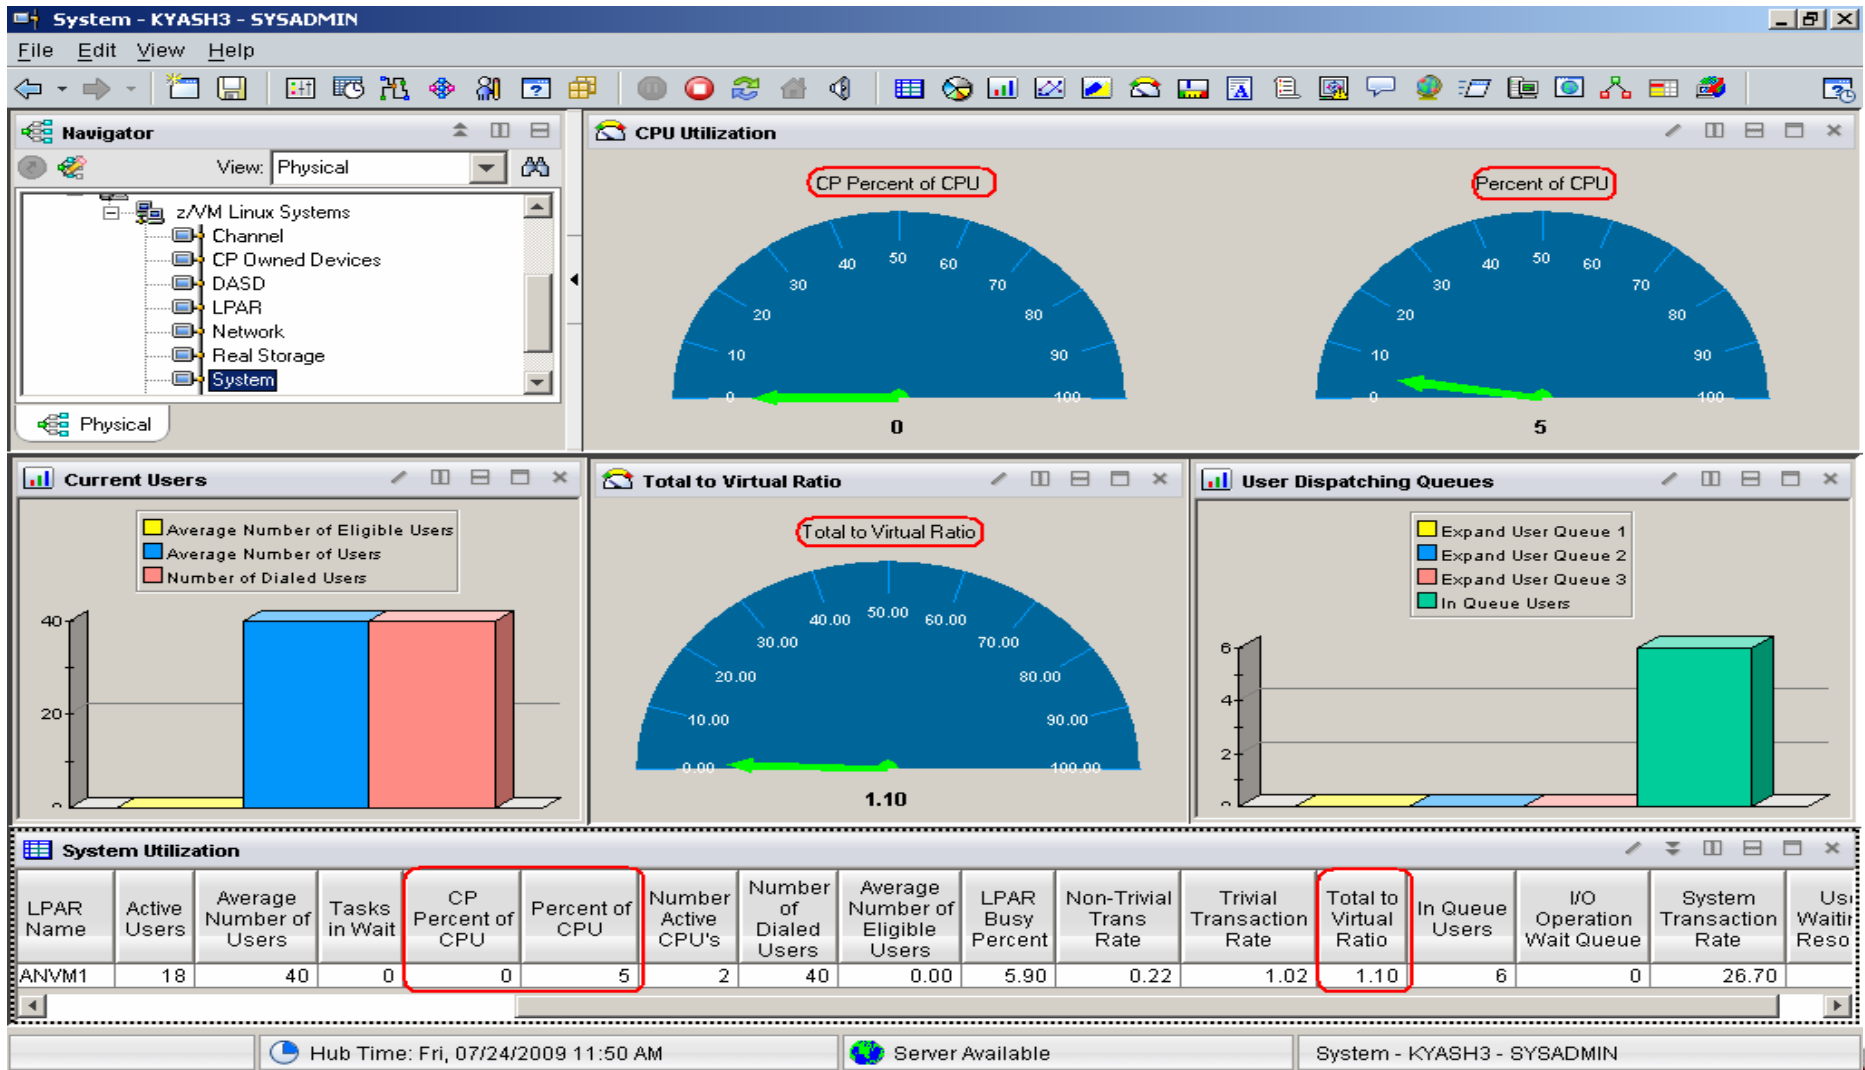 System - KYASH3 - SYSADMIN
File Edit View Help
Navigator
View: Physical
z/VM Linux Systems
Channel
CP Owned Devices
DASD
LPAR
Network
Real Storage
System
Physical
CPU Utilization
CP Percent of CPU
0 10 20 30 40 50 60 70 80 90 100
0
Percent of CPU
0 10 20 30 40 50 60 70 80 90 100
5
Current Users
Average Number of Eligible Users
Average Number of Users
Number of Dialed Users
40
20
0
Total to Virtual Ratio
Total to Virtual Ratio
0.00 10.00 20.00 30.00 40.00 50.00 60.00 70.00 80.00 90.00 100.00
1.10
User Dispatching Queues
Expand User Queue 1
Expand User Queue 2
Expand User Queue 3
In Queue Users
6
4
2
0
System Utilization
LPAR Name Active Users Average Number of Users Tasks in Wait CP Percent of CPU Percent of CPU Number Active CPU's Number of Dialed Users Average Number of Eligible Users LPAR Busy Percent Non-Trivial Trans Rate Trivial Transaction Rate Total to Virtual Ratio In Queue Users I/O Operation Wait Queue System Transaction Rate
ANVM1 18 40 0 0 5 2 40 0.00 5.90 0.22 1.02 1.10 6 0 26.70
Hub Time: Fri, 07/24/2009 11:50 AM
Server Available
System - KYASH3 - SYSADMIN